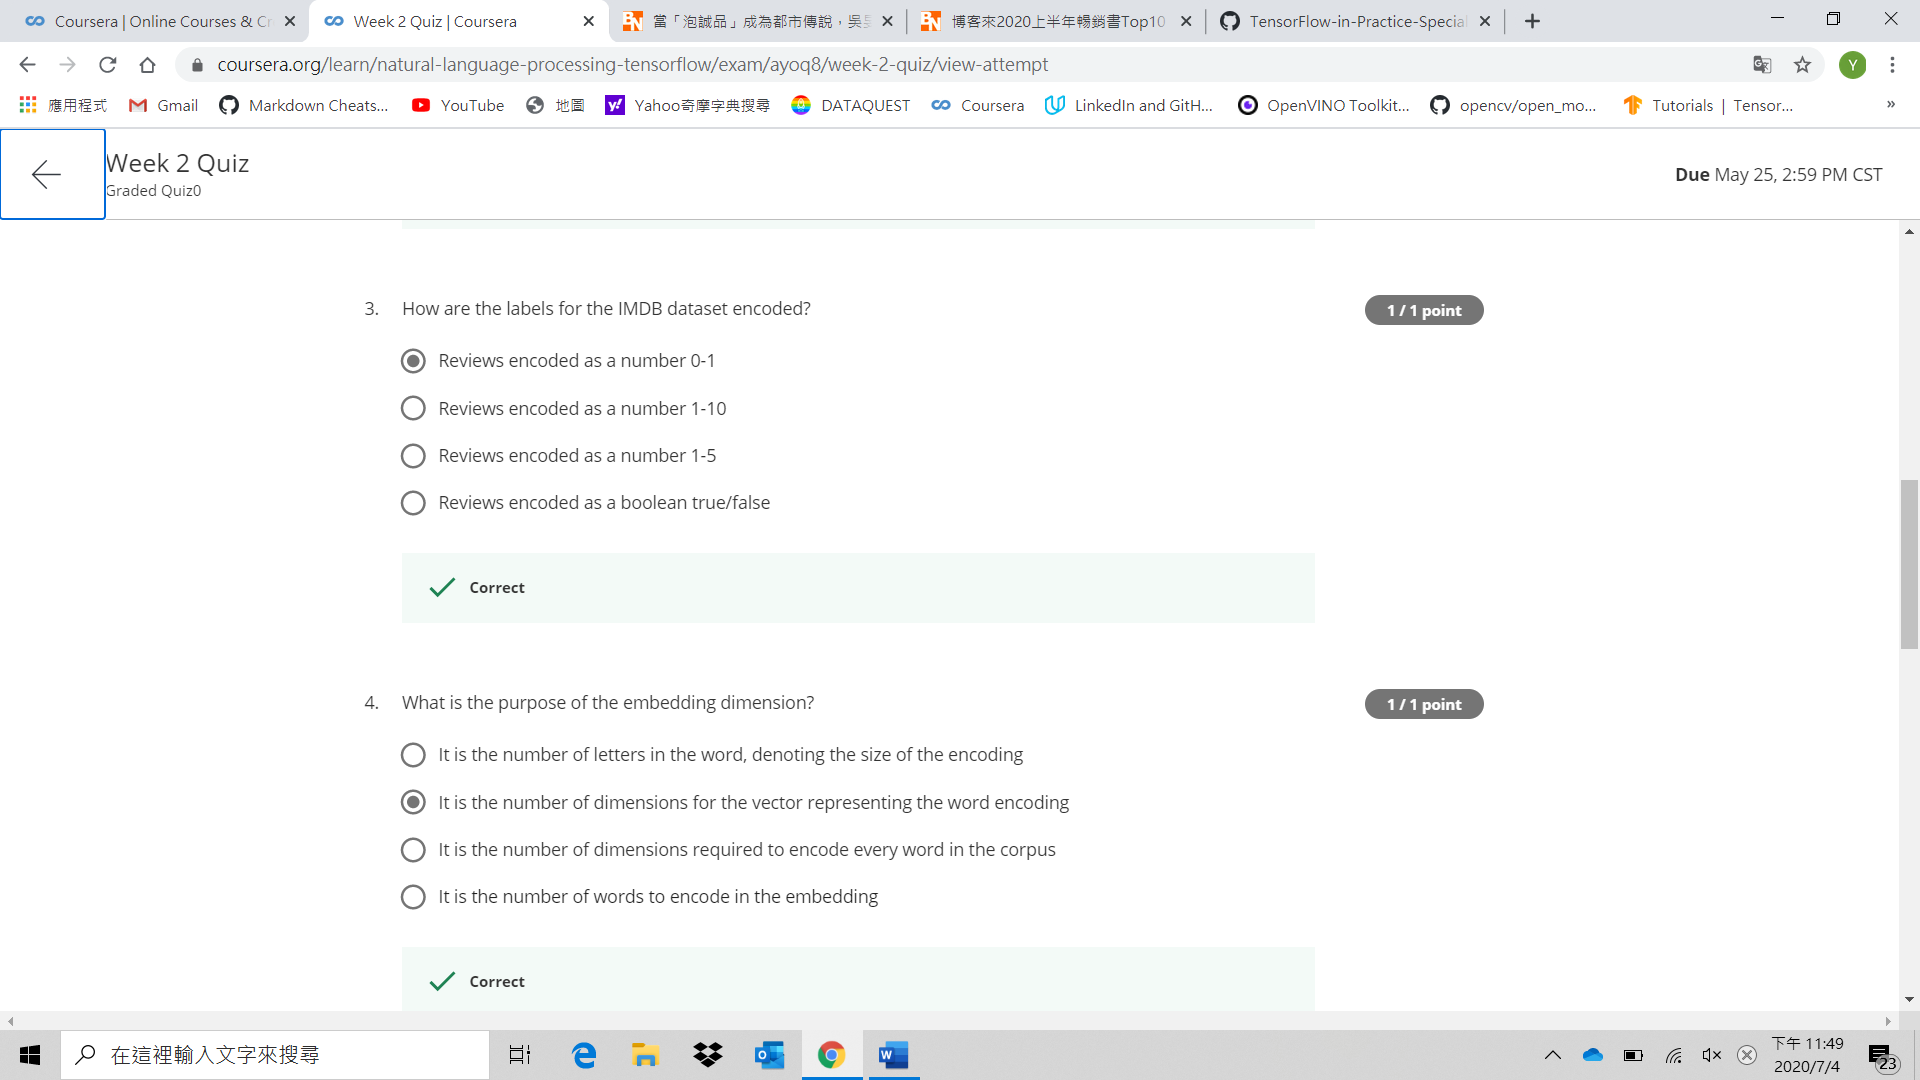 Coursera | Online Courses & Cr
Week 2 Quiz | Coursera
當「泡誠品」成為都市傳說，吳
博客來2020上半年暢銷書Top10
TensorFlow-in-Practice-Special
coursera.org/learn/natural-language-processing-tensorflow/exam/ayoq8/week-2-quiz/view-attempt
Y
應用程式
Gmail
Markdown Cheats...
YouTube
地圖
Yahoo奇摩字典搜尋
DATAQUEST
Coursera
LinkedIn and GitH...
OpenVINO Toolkit...
opencv/open_mo...
Tutorials | Tensor...
»
Week 2 Quiz
Graded Quiz0
Due May 25, 2:59 PM CST
3. How are the labels for the IMDB dataset encoded?
1 / 1 point
Reviews encoded as a number 0-1
Reviews encoded as a number 1-10
Reviews encoded as a number 1-5
Reviews encoded as a boolean true/false
Correct
4. What is the purpose of the embedding dimension?
1 / 1 point
It is the number of letters in the word, denoting the size of the encoding
It is the number of dimensions for the vector representing the word encoding
It is the number of dimensions required to encode every word in the corpus
It is the number of words to encode in the embedding
Correct
在這裡輸入文字來搜尋
下午 11:49
2020/7/4
23